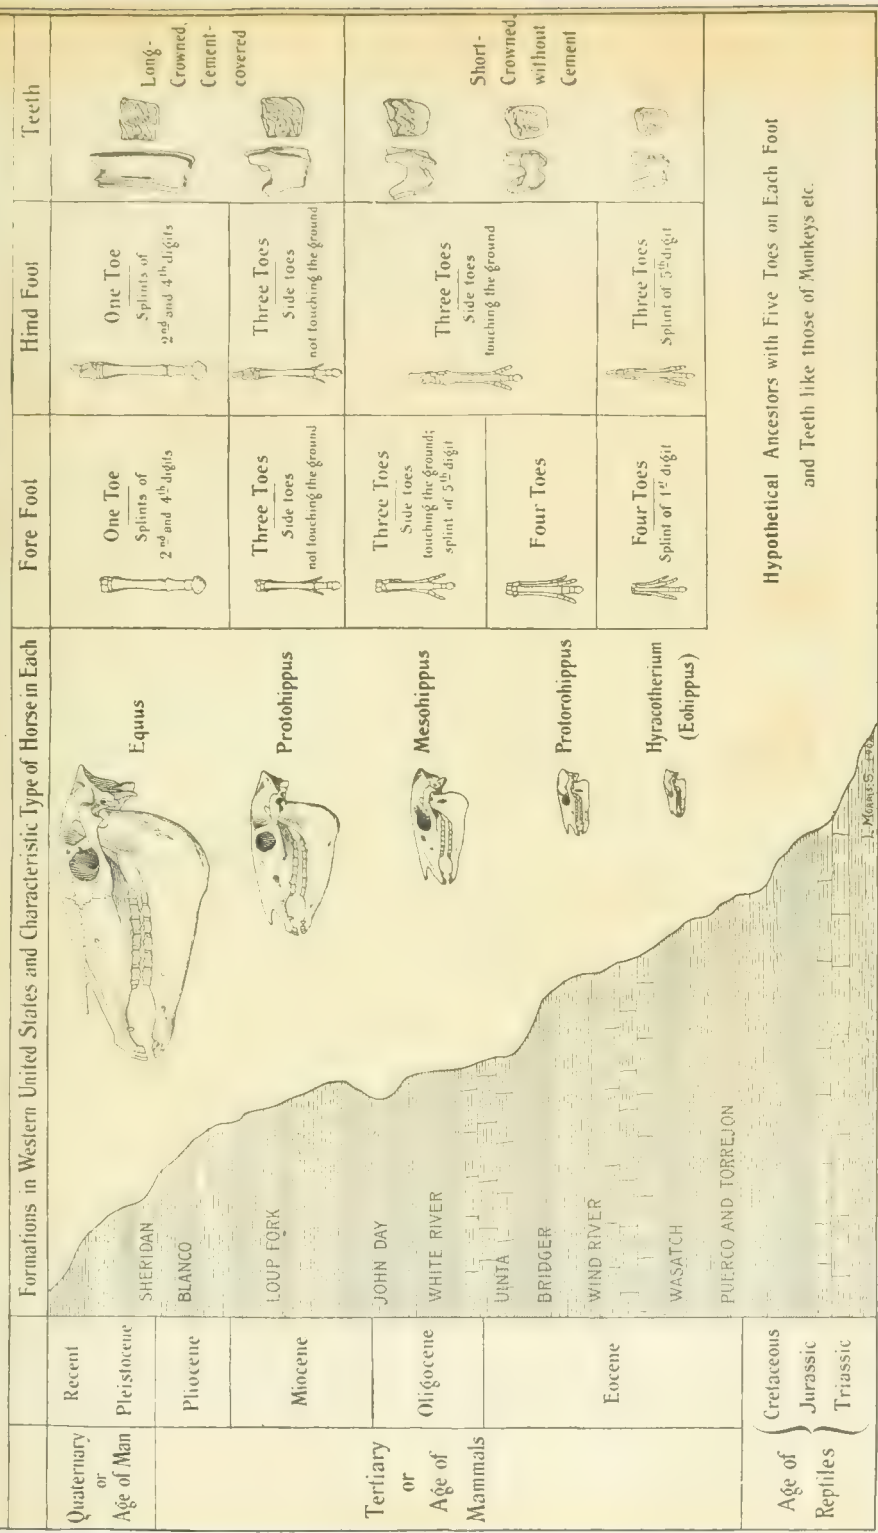 Formations in Western United States and Characteristic Type of Horse in Each
Fore Foot
Hind Foot
Teeth
Quaternary
or
Age of Man
Recent
Pleistocene
SHERIDAN
Equus
One Toe
Splints of
2nd and 4th digits
One Toe
Splints of
2nd and 4th digits
Long-
Crowned,
Cement-
covered
Tertiary
or
Age of
Mammals
Pliocene
BLANCO
Miocene
LOUP FORK
Protohippus
Three Toes
Side toes
not touching the ground
Three Toes
Side toes
not touching the ground
Oligocene
JOHN DAY
WHITE RIVER
Mesohippus
Three Toes
Side toes
touching the ground;
splint of 5th digit
Three Toes
Side toes
touching the ground
Short-
Crowned,
without
Cement
Eocene
UINTA
BRIDGER
WIND RIVER
WASATCH
PUERCO AND TORREJON
Protorohippus
Four Toes
Hyracotherium
(Eohippus)
Four Toes
Splint of 1st digit
Three Toes
Splint of 5th digit
Age of
Reptiles
Cretaceous
Jurassic
Triassic
Hypothetical Ancestors with Five Toes on Each Foot
and Teeth like those of Monkeys etc.